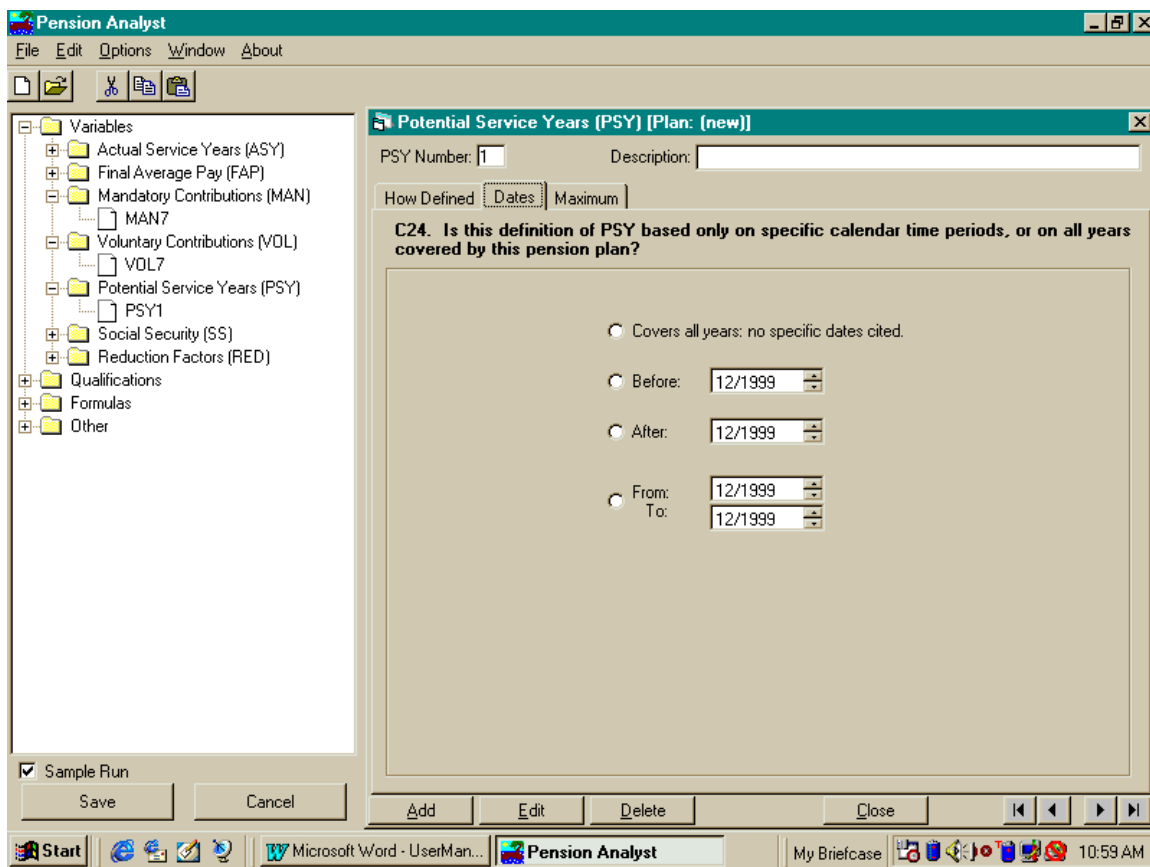 Pension Analyst
File Edit Options Window About
Variables
Actual Service Years (ASY)
Final Average Pay (FAP)
Mandatory Contributions (MAN)
MAN7
Voluntary Contributions (VOL)
VOL7
Potential Service Years (PSY)
PSY1
Social Security (SS)
Reduction Factors (RED)
Qualifications
Formulas
Other
Sample Run
Save Cancel
Potential Service Years (PSY) [Plan: (new)]
PSY Number: 1 Description:
How Defined Dates Maximum
C24. Is this definition of PSY based only on specific calendar time periods, or on all years
covered by this pension plan?
Covers all years: no specific dates cited.
Before: 12/1999
After: 12/1999
From: 12/1999
To: 12/1999
Add Edit Delete Close
Start Microsoft Word - UserMan... Pension Analyst My Briefcase 10:59 AM